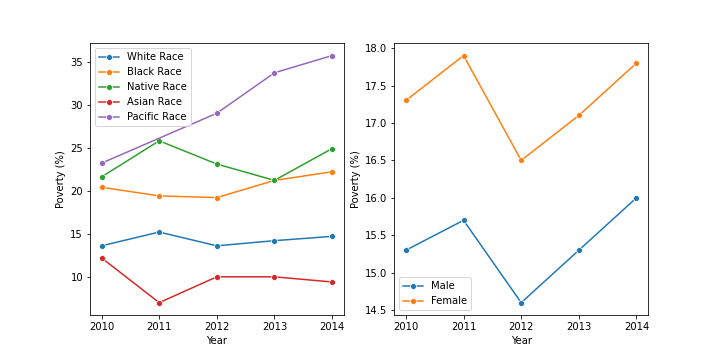 White Race
Black Race
Native Race
Asian Race
Pacific Race
35
30
25
20
15
10
Poverty (%)
2010 2011 2012 2013 2014
Year
18.0
17.5
17.0
16.5
16.0
15.5
15.0
14.5
Poverty (%)
Male
Female
2010 2011 2012 2013 2014
Year